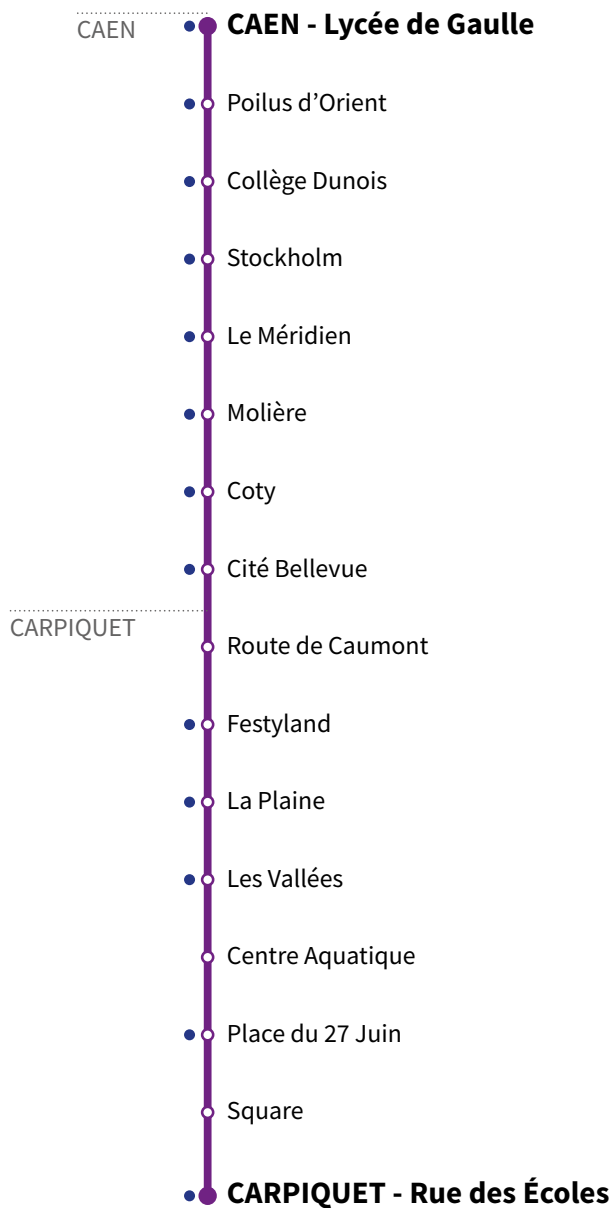 CAEN
CAEN - Lycée de Gaulle
Poilus d’Orient
Collège Dunois
Stockholm
Le Méridien
Molière
Coty
Cité Bellevue
CARPIQUET
Route de Caumont
Festyland
La Plaine
Les Vallées
Centre Aquatique
Place du 27 Juin
Square
CARPIQUET - Rue des Écoles